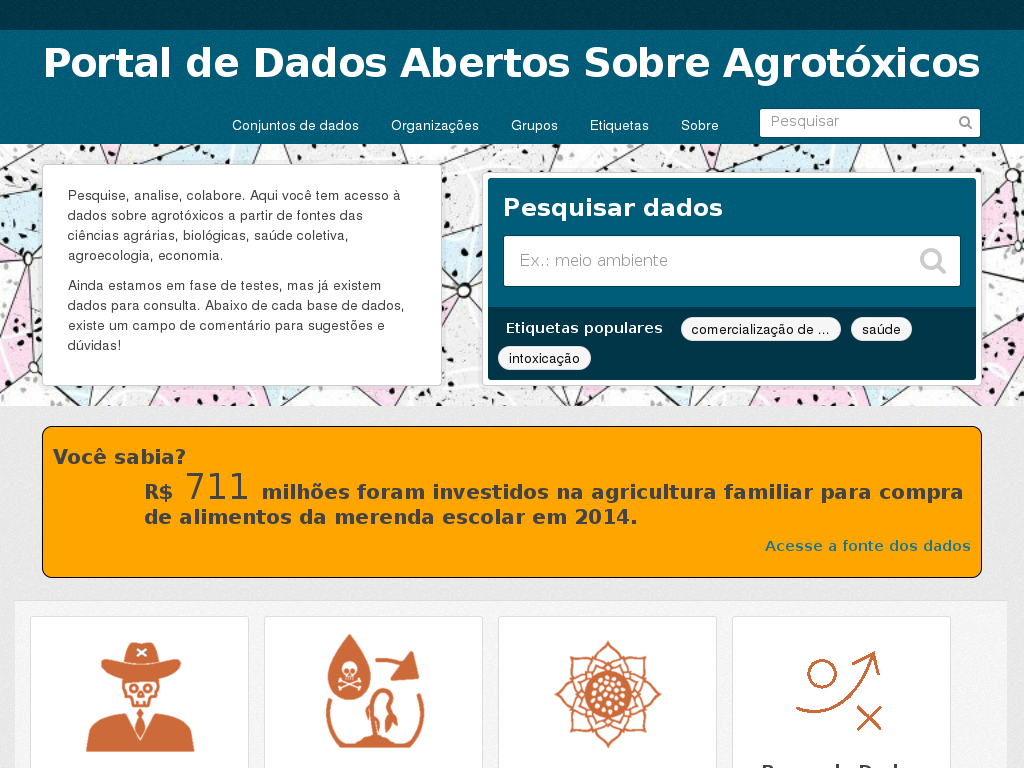 Portal de Dados Abertos Sobre Agrotóxicos
Conjuntos de dados
Organizações
Grupos
Etiquetas
Sobre
Pesquisar
Pesquise, analise, colabore. Aqui você tem acesso à
dados sobre agrotóxicos a partir de fontes das
ciências agrárias, biológicas, saúde coletiva,
agroecologia, economia.
Ainda estamos em fase de testes, mas já existem
dados para consulta. Abaixo de cada base de dados,
existe um campo de comentário para sugestões e
dúvidas!
Pesquisar dados
Ex.: meio ambiente
Etiquetas populares
comercialização de ...
saúde
intoxicação
Você sabia?
R$ 711 milhões foram investidos na agricultura familiar para compra
de alimentos da merenda escolar em 2014.
Acesse a fonte dos dados